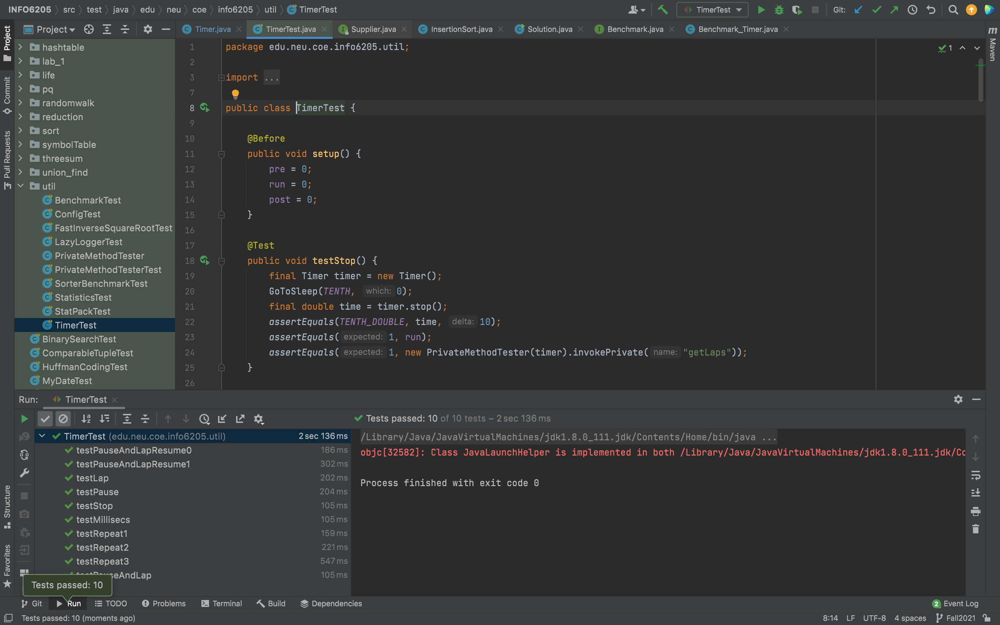 INFO6205 src test java edu neu coe info6205 util TimerTest
TimerTest Git:
Project
Timer.java TimerTest.java Supplier.java InsertionSort.java Solution.java Benchmark.java Benchmark_Timer.java
Project
Commit
Pull Requests
Structure
Favorites
Maven
hashtable
lab_1
life
pq
randomwalk
reduction
sort
symbolTable
threesum
union_find
util
BenchmarkTest
ConfigTest
FastInverseSquareRootTest
LazyLoggerTest
PrivateMethodTester
PrivateMethodTesterTest
SorterBenchmarkTest
StatisticsTest
StatPackTest
TimerTest
BinarySearchTest
ComparableTupleTest
HuffmanCodingTest
MyDateTest
1
1 package edu.neu.coe.info6205.util;
2
3 import ...
7
8 public class TimerTest {
9
10 @Before
11 public void setup() {
12 pre = 0;
13 run = 0;
14 post = 0;
15 }
16
17 @Test
18 public void testStop() {
19 final Timer timer = new Timer();
20 GoToSleep(TENTH, which: 0);
21 final double time = timer.stop();
22 assertEquals(TENTH_DOUBLE, time, delta: 10);
23 assertEquals( expected: 1, run);
24 assertEquals( expected: 1, new PrivateMethodTester(timer).invokePrivate( name: "getLaps"));
25 }
26
Run: TimerTest
Tests passed: 10 of 10 tests – 2 sec 136 ms
TimerTest (edu.neu.coe.info6205.util) 2 sec 136 ms
testPauseAndLapResume0 186 ms
testPauseAndLapResume1 302 ms
testLap 202 ms
testPause 204 ms
testStop 105 ms
testMillisecs 105 ms
testRepeat1 159 ms
testRepeat2 221 ms
testRepeat3 547 ms
testPauseAndLap 105 ms
/Library/Java/JavaVirtualMachines/jdk1.8.0_111.jdk/Contents/Home/bin/java ...
objc[32582]: Class JavaLaunchHelper is implemented in both /Library/Java/JavaVirtualMachines/jdk1.8.0_111.jdk/Co
Process finished with exit code 0
Tests passed: 10
Git Run TODO Problems Terminal Build Dependencies 2 Event Log
Tests passed: 10 (moments ago) 8:14 LF UTF-8 4 spaces Fall2021